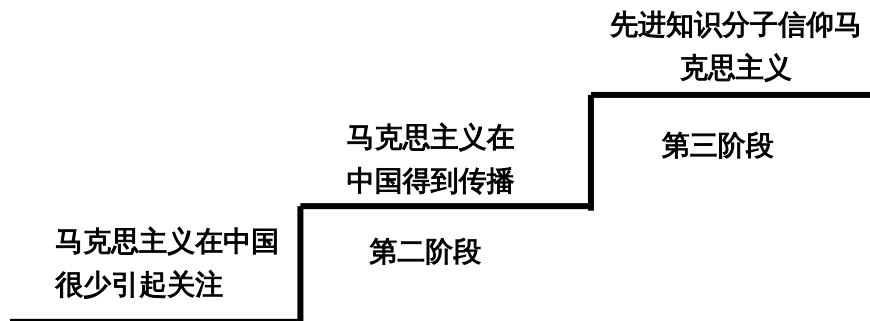 先进知识分子信仰马
克思主义
第三阶段
马克思主义在
中国得到传播
第二阶段
马克思主义在中国
很少引起关注